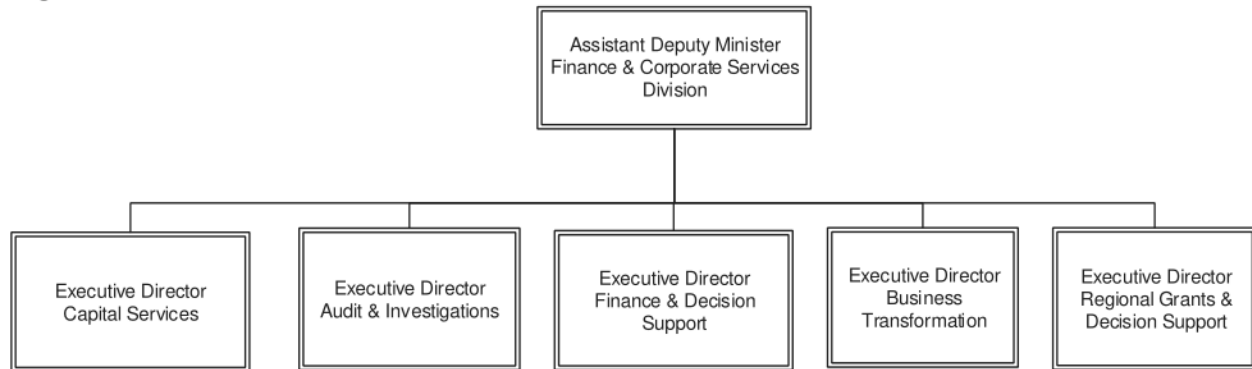 Assistant Deputy Minister
Finance & Corporate Services
Division
Executive Director
Capital Services
Executive Director
Audit & Investigations
Executive Director
Finance & Decision
Support
Executive Director
Business
Transformation
Executive Director
Regional Grants &
Decision Support